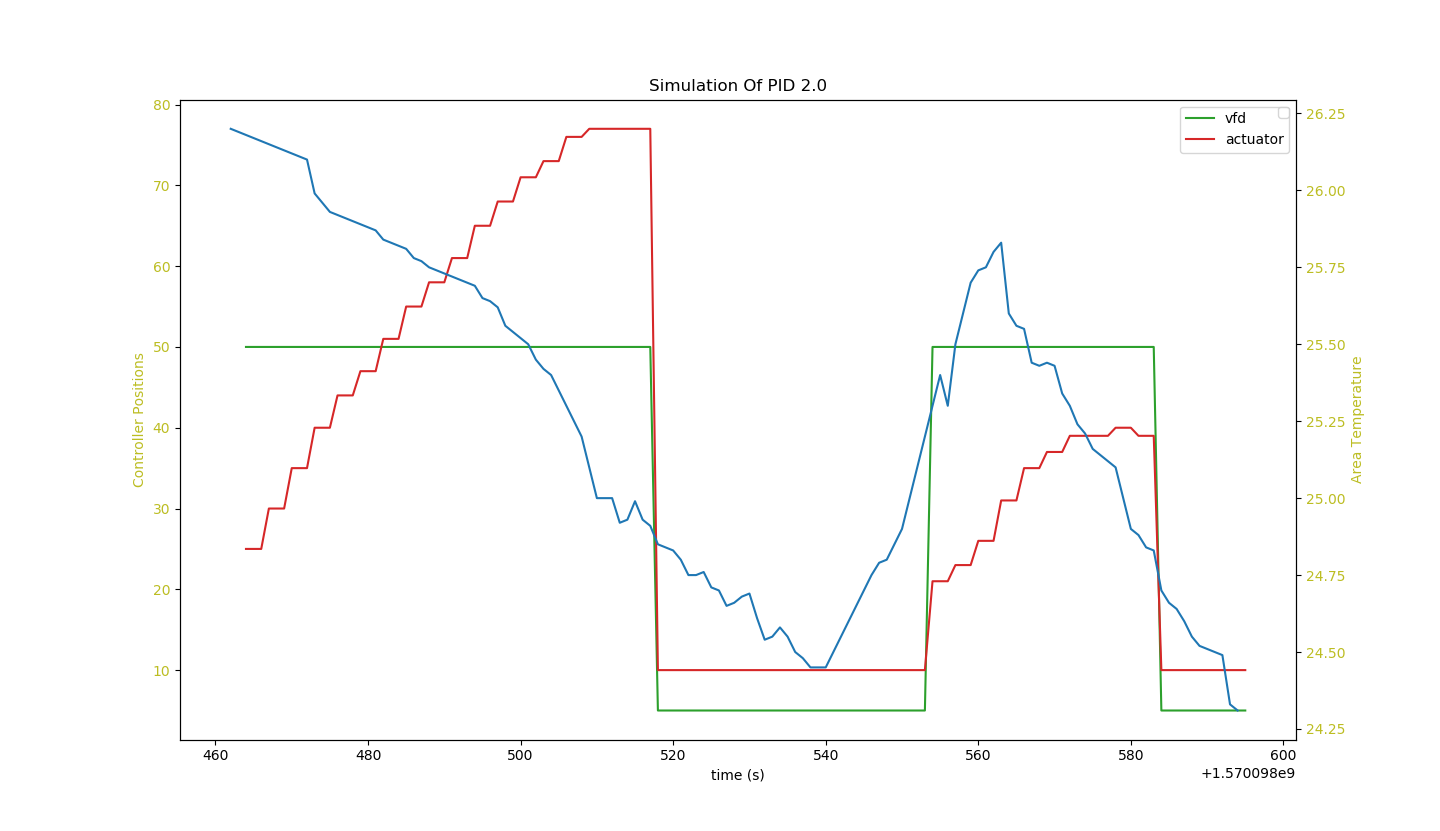 Simulation Of PID 2.0
80
70
60
50
40
30
20
10
Controller Positions
vfd
actuator
26.25
26.00
25.75
25.50
25.25
25.00
24.75
24.50
24.25
Area Temperature
460 480 500 520 540 560 580 600
time (s)
+1.570098e9